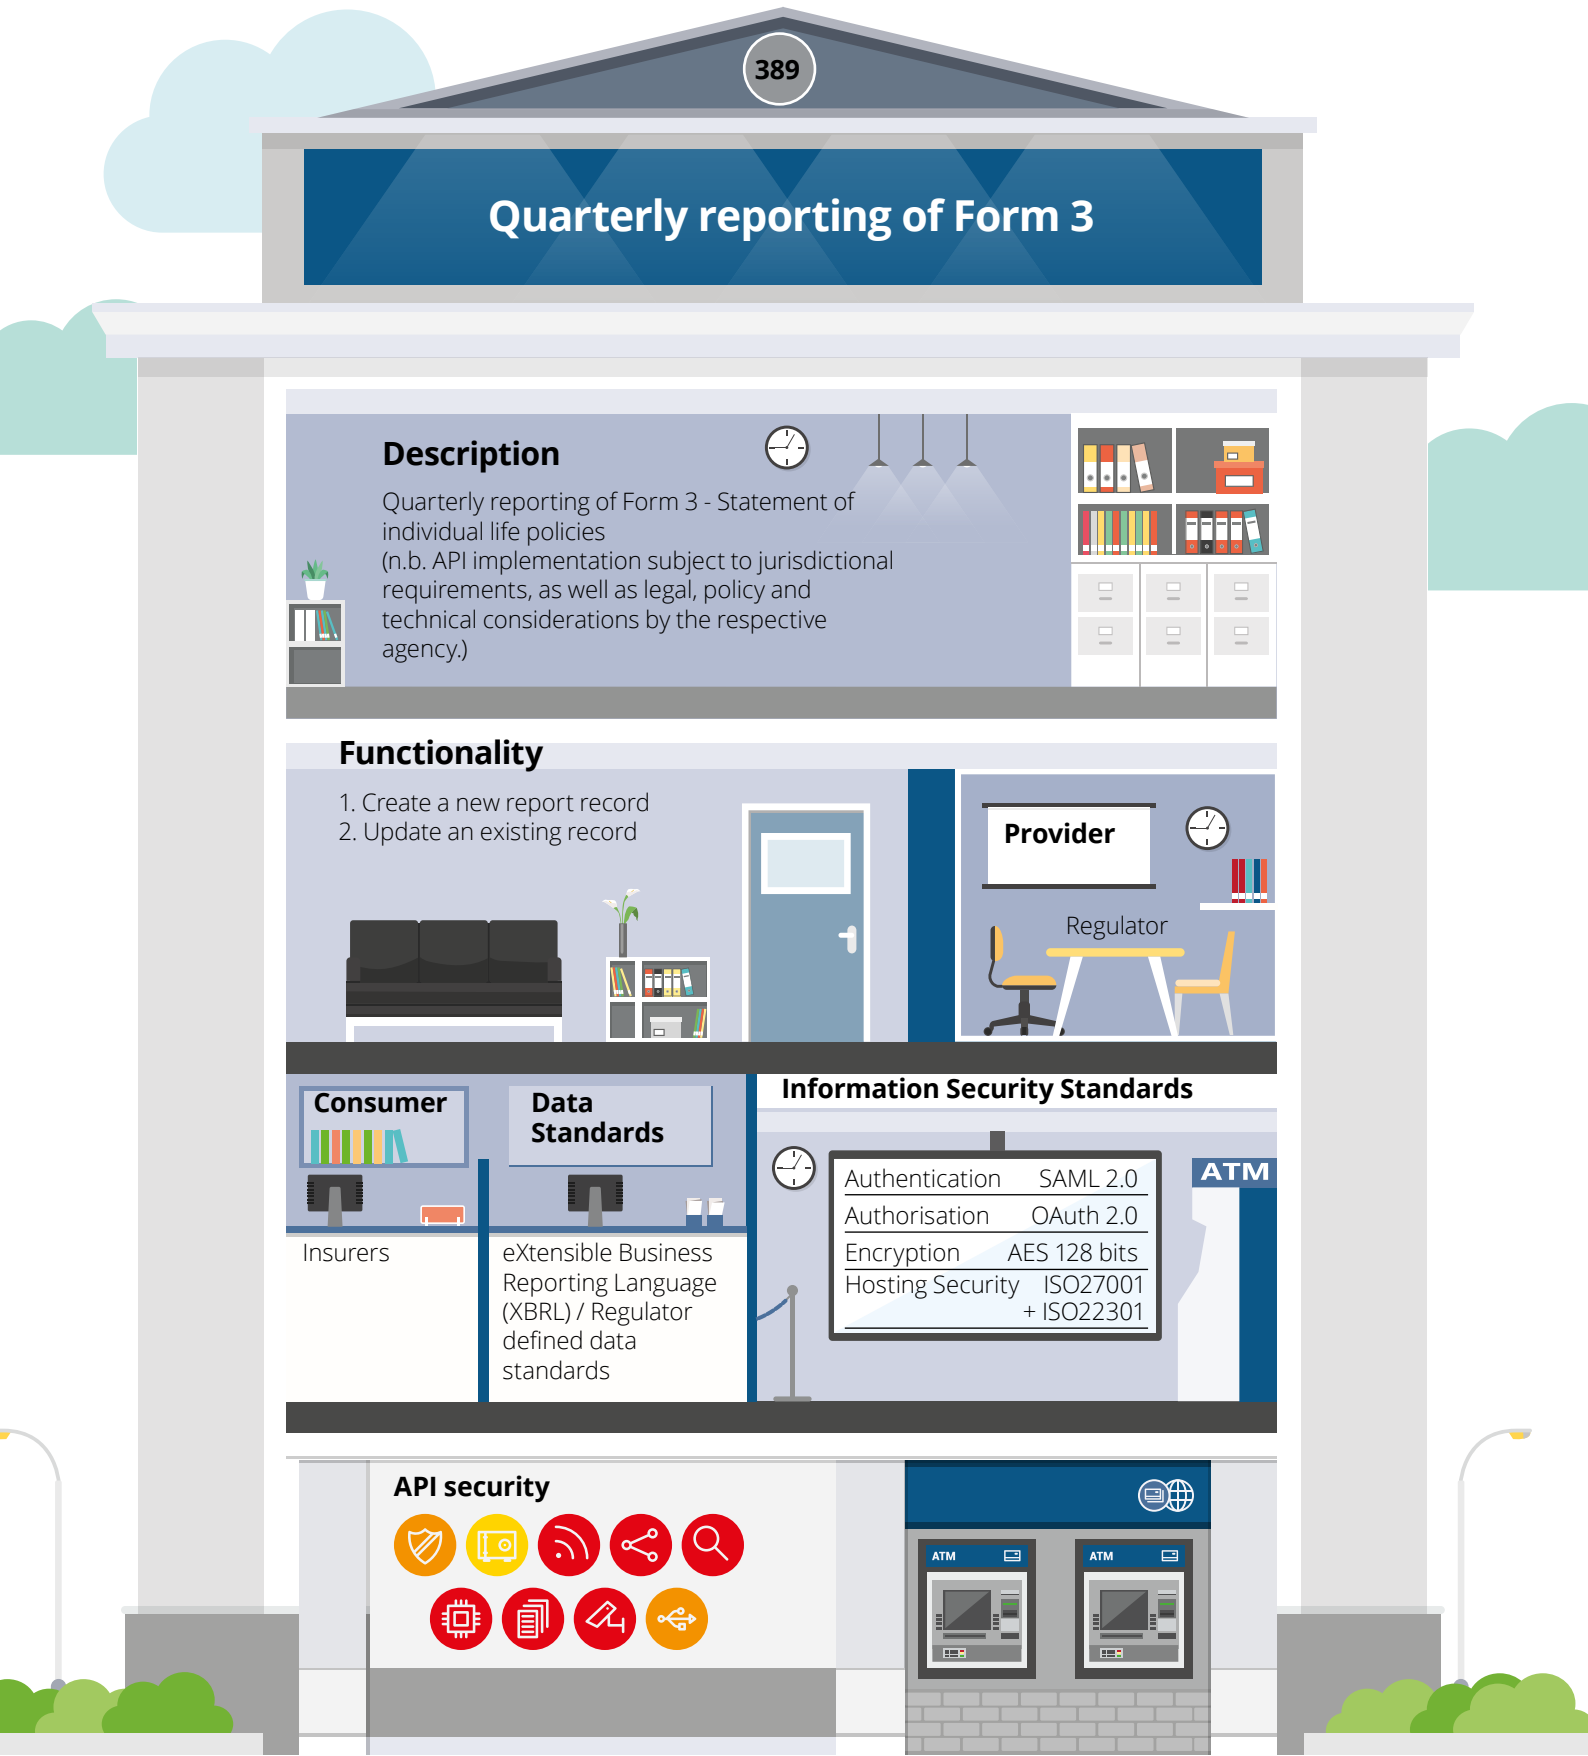 389
Quarterly reporting of Form 3
Description
Quarterly reporting of Form 3 - Statement of
individual life policies
(n.b. API implementation subject to jurisdictional
requirements, as well as legal, policy and
technical considerations by the respective
agency.)
Functionality
1. Create a new report record
2. Update an existing record
Provider
Regulator
Consumer
Insurers
Data
Standards
eXtensible Business
Reporting Language
(XBRL) / Regulator
defined data
standards
Information Security Standards
Authentication SAML 2.0
Authorisation OAuth 2.0
Encryption AES 128 bits
Hosting Security ISO27001
+ ISO22301
ATM
API security
ATM
ATM